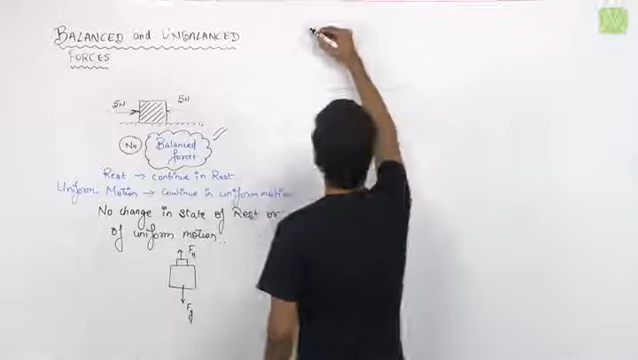 BALANCED and UNBALANCED
FORCES
5N 5N
No
Balanced
forces
Rest → continue in Rest
Uniform Motion → continue in uniform motion
No change in state of Rest or
of uniform motion.
Fg